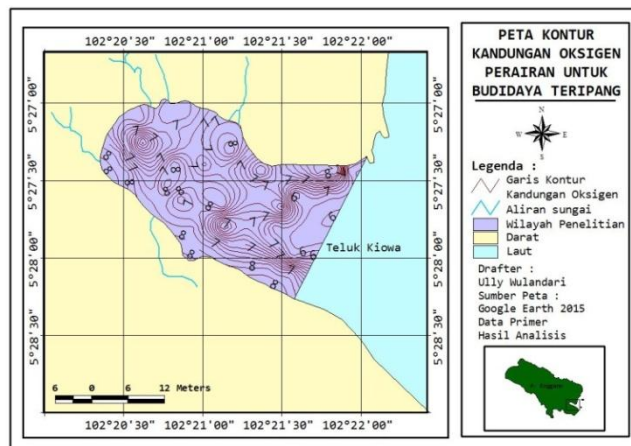 102°20'30" 102°21'00" 102°21'30" 102°22'00"
5°27'00" 5°27'00"
5°27'30" 5°27'30"
5°28'00" 5°28'00"
5°28'30" 5°28'30"
Teluk Kiowa
6 0 6 12 Meters
102°20'30" 102°21'00" 102°21'30" 102°22'00"
PETA KONTUR
KANDUNGAN OKSIGEN
PERAIRAN UNTUK
BUDIDAYA TERIPANG
N
W E
S
Legenda :
Garis Kontur
Kandungan Oksigen
Aliran sungai
Wilayah Penelitian
Darat
Laut
Drafter :
Ully Wulandari
Sumber Peta :
Google Earth 2015
Data Primer
Hasil Analisis